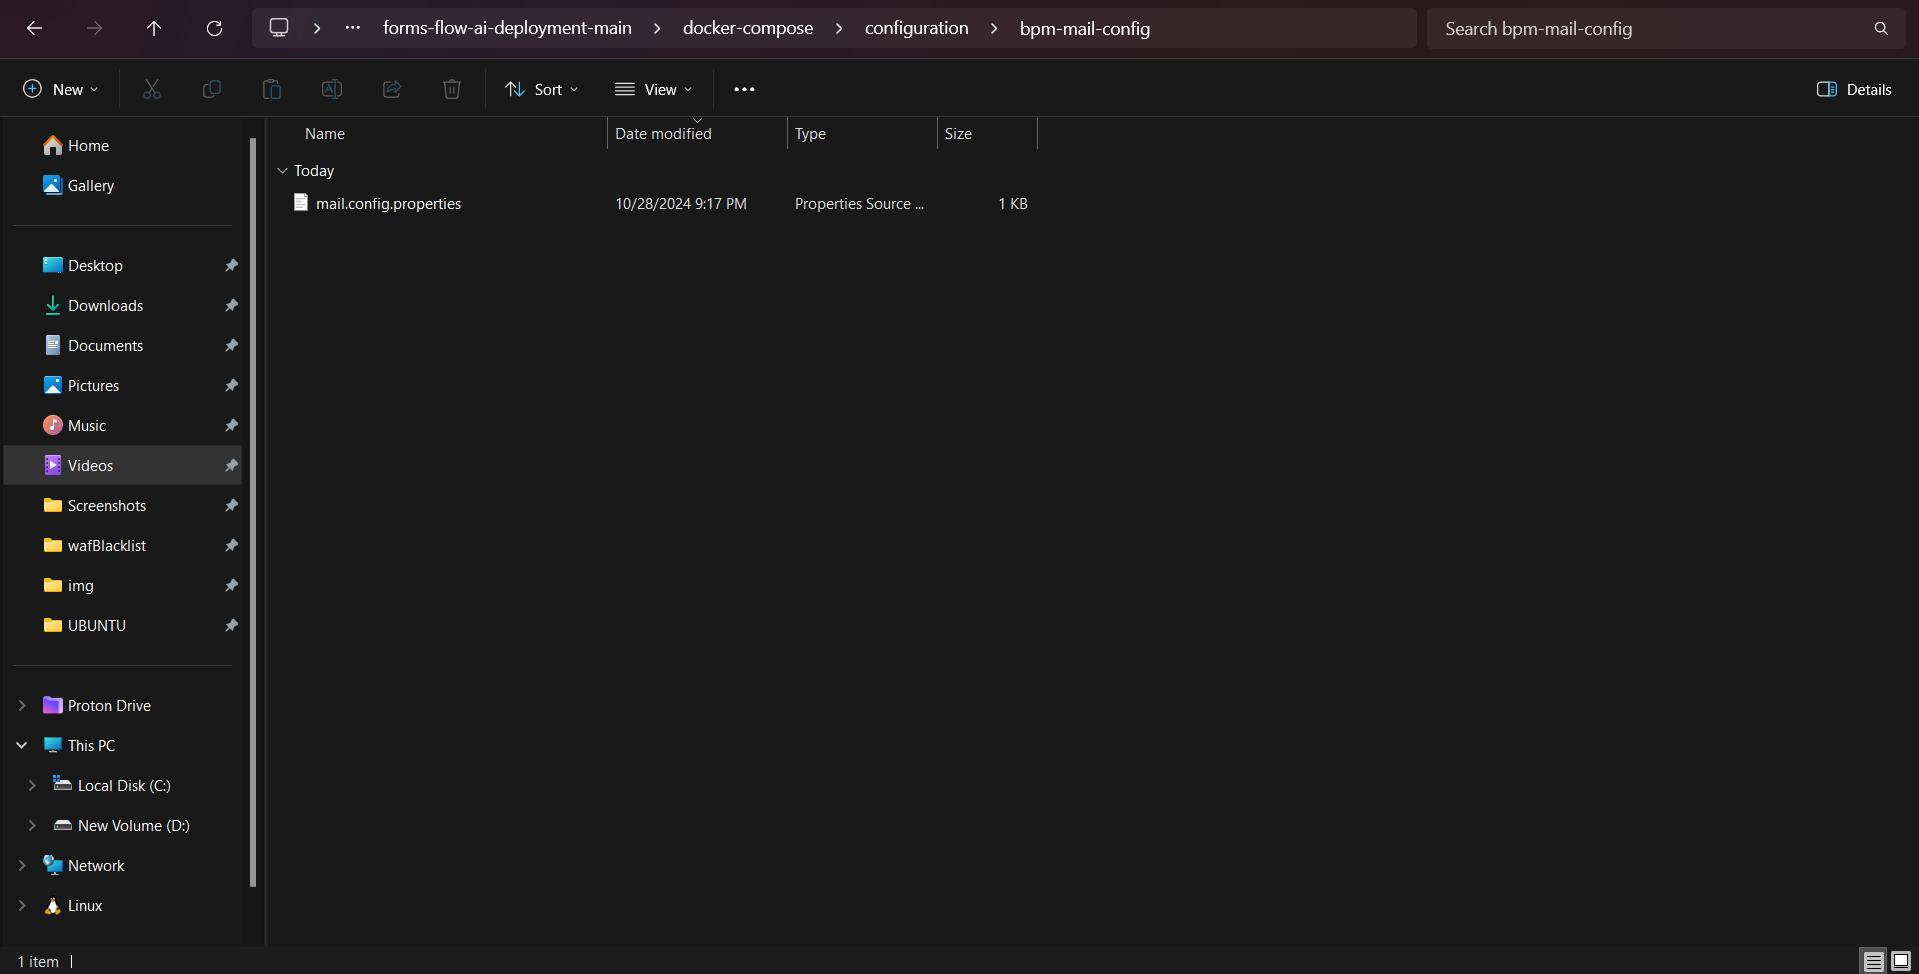 forms-flow-ai-deployment-main > docker-compose > configuration > bpm-mail-config
Search bpm-mail-config
New
Sort
View
Details
Name Date modified Type Size
Today
mail.config.properties 10/28/2024 9:17 PM Properties Source ... 1 KB
Home
Gallery
Desktop
Downloads
Documents
Pictures
Music
Videos
Screenshots
wafBlacklist
img
UBUNTU
Proton Drive
This PC
Local Disk (C:)
New Volume (D:)
Network
Linux
1 item